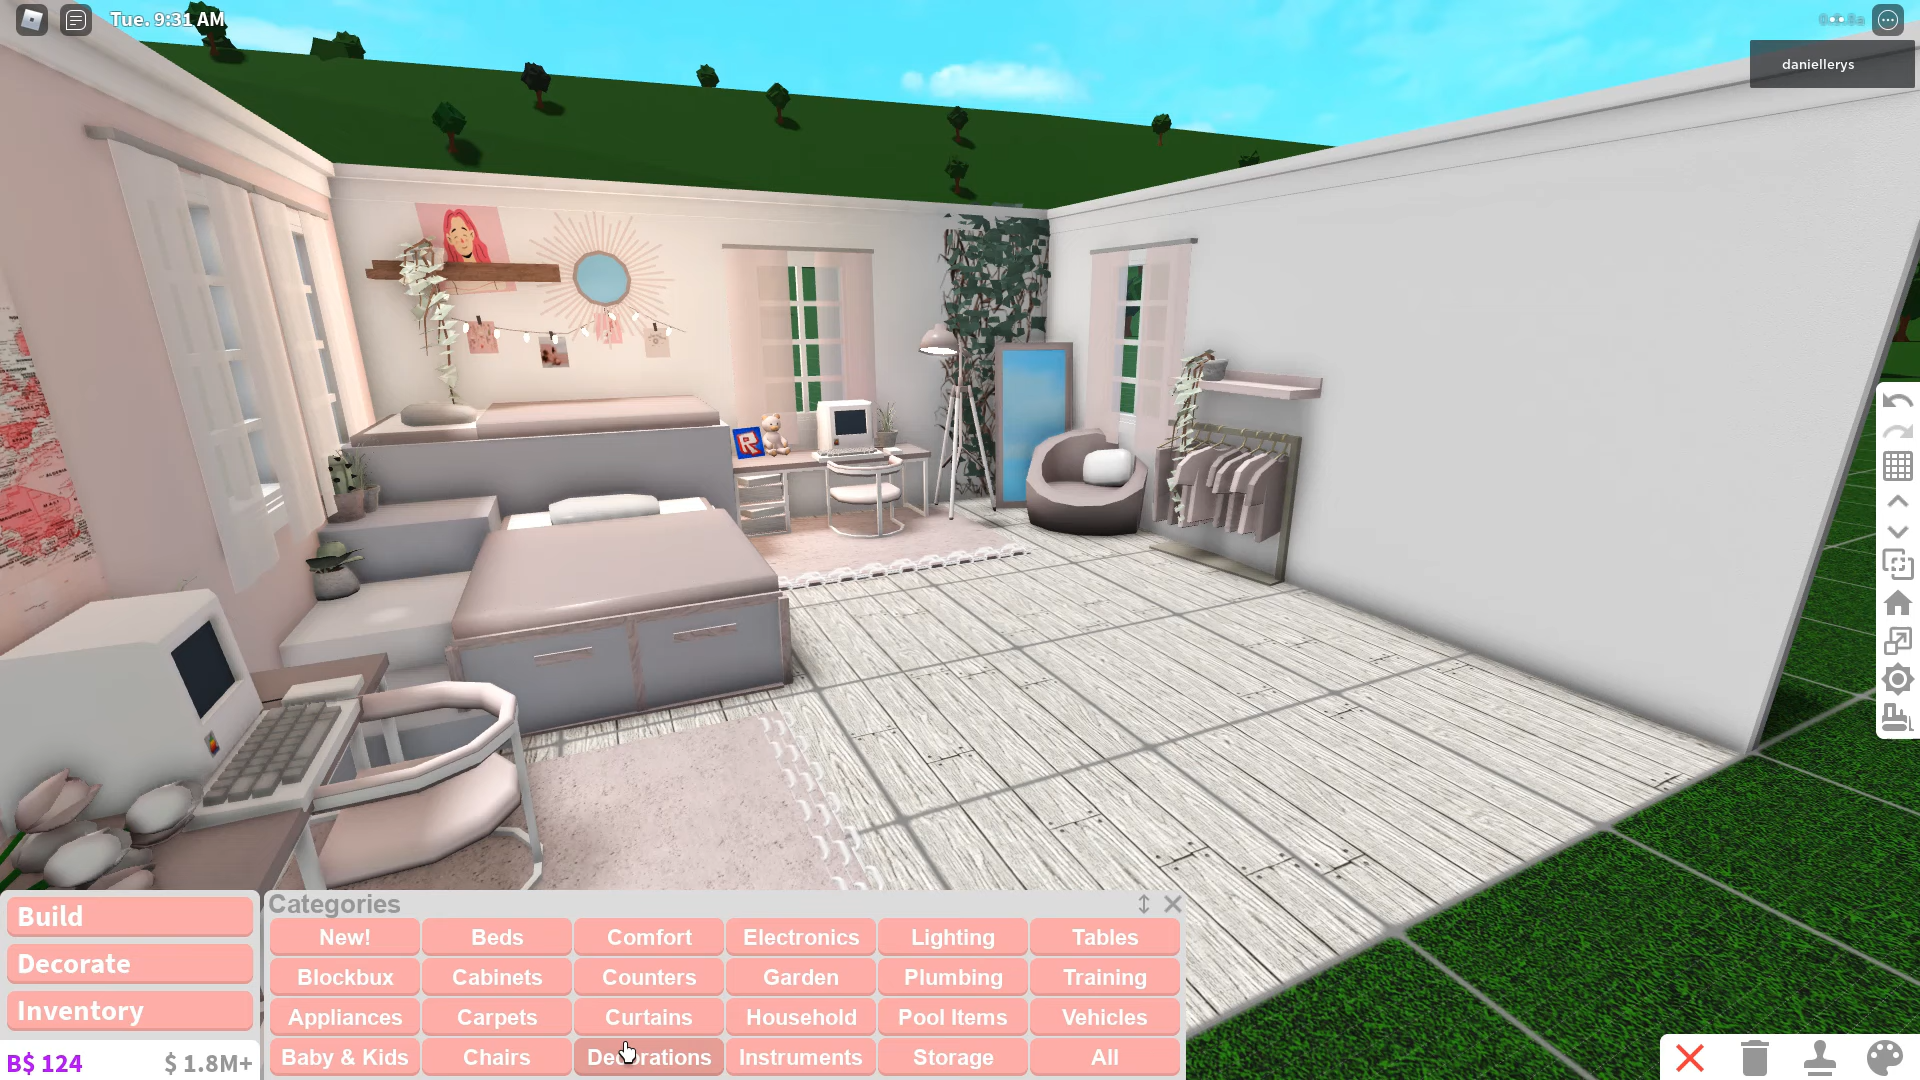 Tue. 9:31 AM
daniellerys
Build
Decorate
Inventory
B$ 124
$ 1.8M+
Categories
New! Beds Comfort Electronics Lighting Tables
Blockbux Cabinets Counters Garden Plumbing Training
Appliances Carpets Curtains Household Pool Items Vehicles
Baby & Kids Chairs Decorations Instruments Storage All